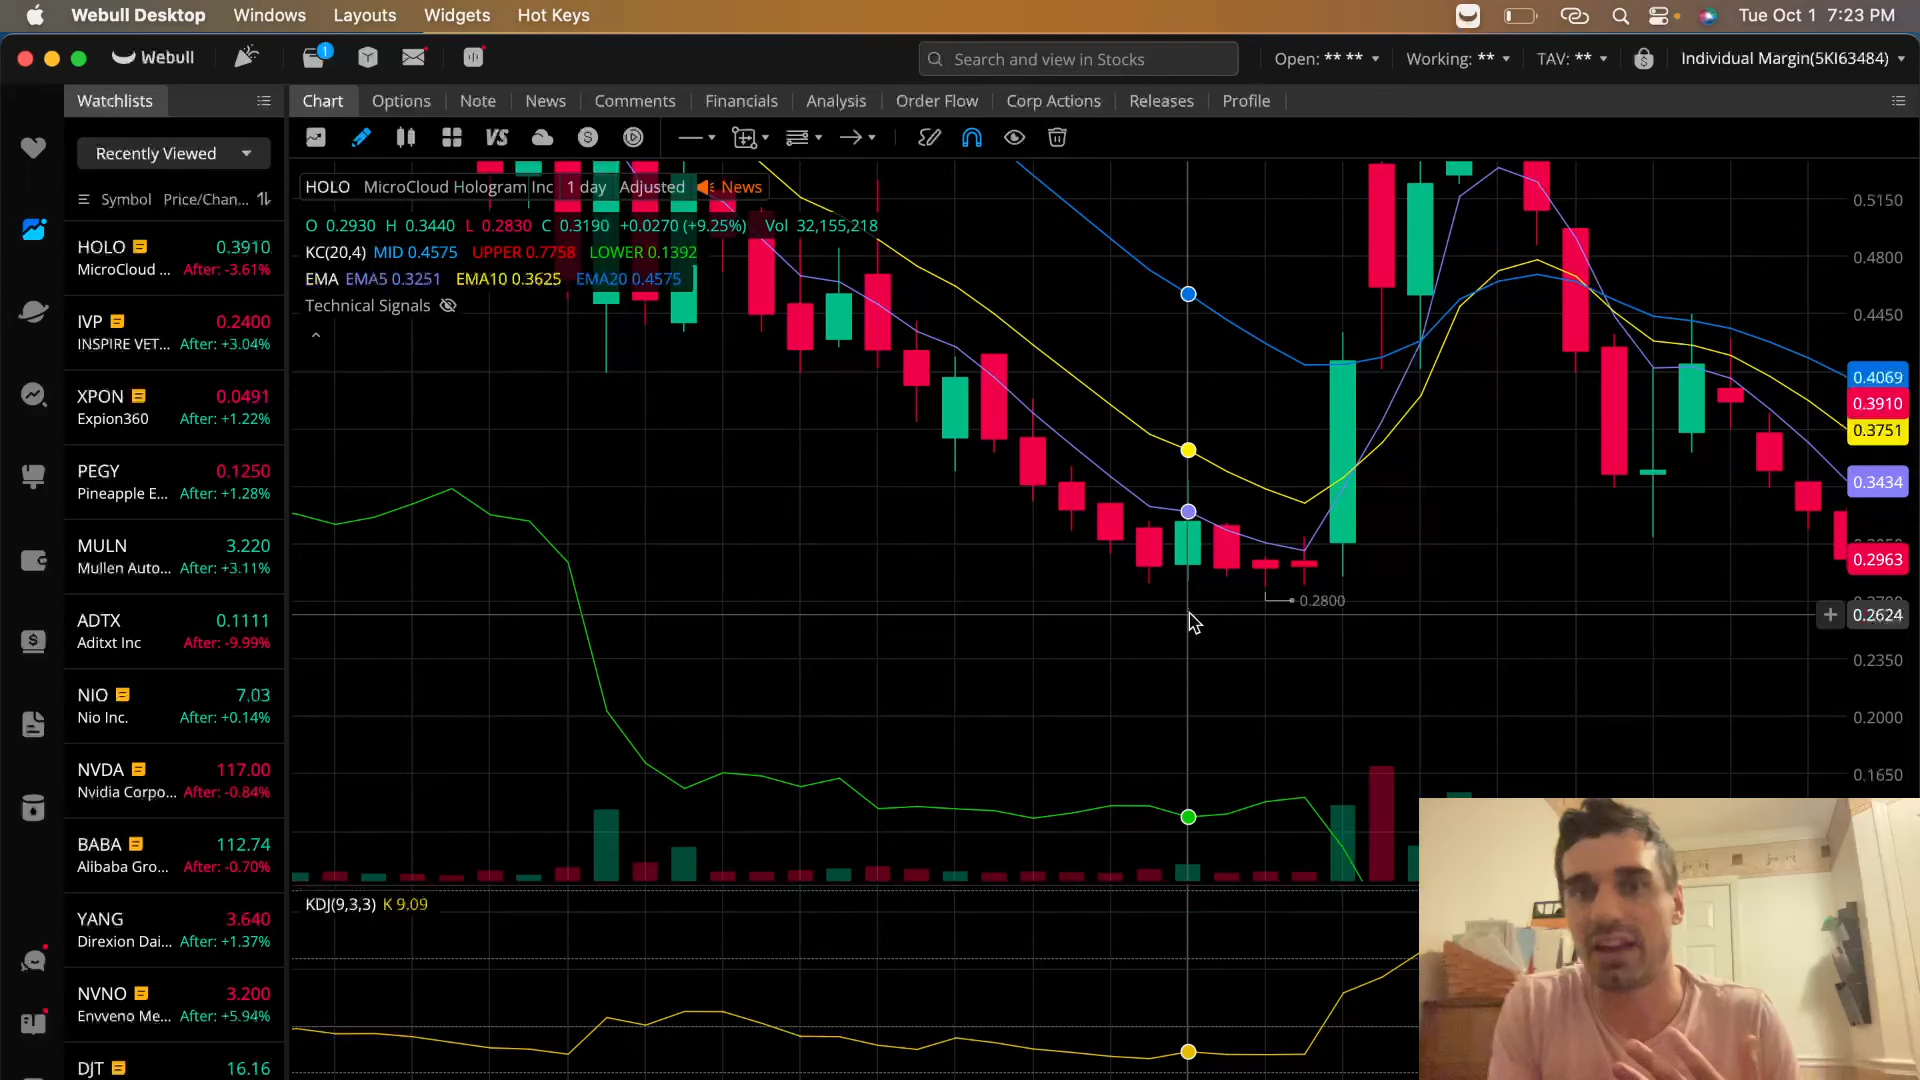 Webull Desktop Windows Layouts Widgets Hot Keys Tue Oct 1 7:23 PM
Webull 1 Search and view in Stocks Open: ** ** Working: ** TAV: ** Individual Margin(5KI63484)
Watchlists Chart Options Note News Comments Financials Analysis Order Flow Corp Actions Releases Profile
VS
Recently Viewed
Symbol Price/Chan...
HOLO 0.3910
MicroCloud ... After: -3.61%
IVP 0.2400
INSPIRE VET... After: +3.04%
XPON 0.0491
Expion360 After: +1.22%
PEGY 0.1250
Pineapple E... After: +1.28%
MULN 3.220
Mullen Auto... After: +3.11%
ADTX 0.1111
Aditxt Inc After: -9.99%
NIO 7.03
Nio Inc. After: +0.14%
NVDA 117.00
Nvidia Corpo... After: -0.84%
BABA 112.74
Alibaba Gro... After: -0.70%
YANG 3.640
Direxion Dai... After: +1.37%
NVNO 3.200
Envveno Me... After: +5.94%
DJT 16.16
HOLO MicroCloud Hologram Inc 1 day Adjusted News
O 0.2930 H 0.3440 L 0.2830 C 0.3190 +0.0270 (+9.25%) Vol 32,155,218
KC(20,4) MID 0.4575 UPPER 0.7758 LOWER 0.1392
EMA EMA5 0.3251 EMA10 0.3625 EMA20 0.4575
Technical Signals
0.2800
KDJ(9,3,3) K 9.09
0.5150
0.4800
0.4450
0.4069
0.3910
0.3751
0.3434
0.2963
0.2624
0.2350
0.2000
0.1650